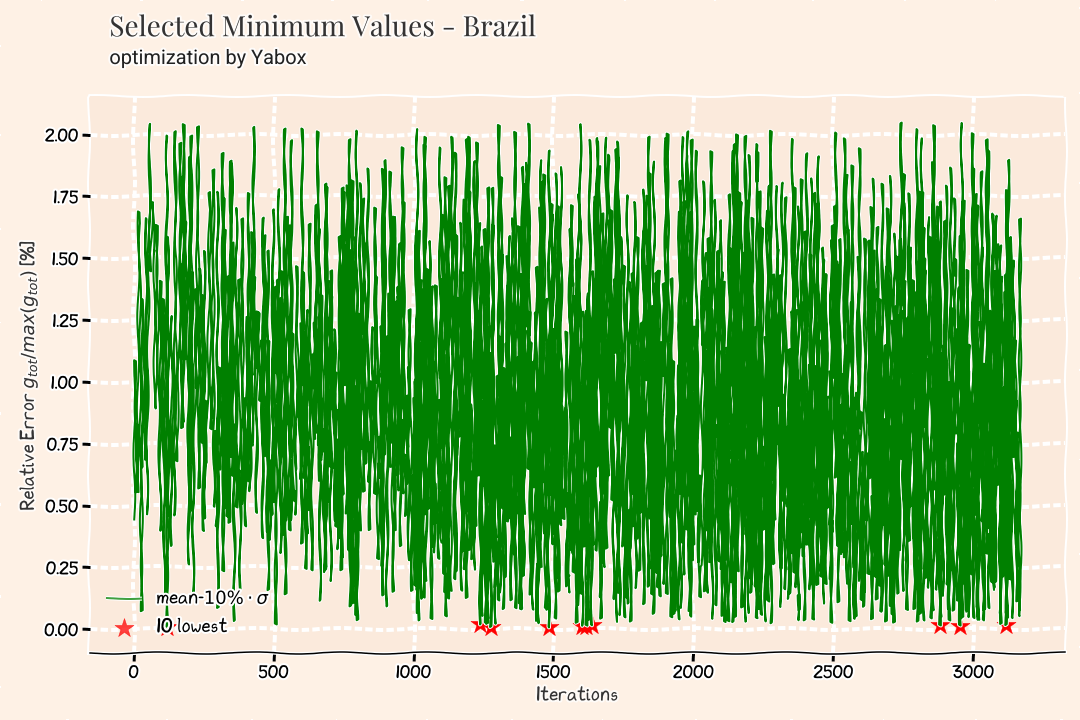 Selected Minimum Values - Brazil
optimization by Yabox
Relative Error g_tot/max(g_tot) [%]
2.00
1.75
1.50
1.25
1.00
0.75
0.50
0.25
0.00
mean-10% · σ
10 lowest
0 500 1000 1500 2000 2500 3000
Iterations